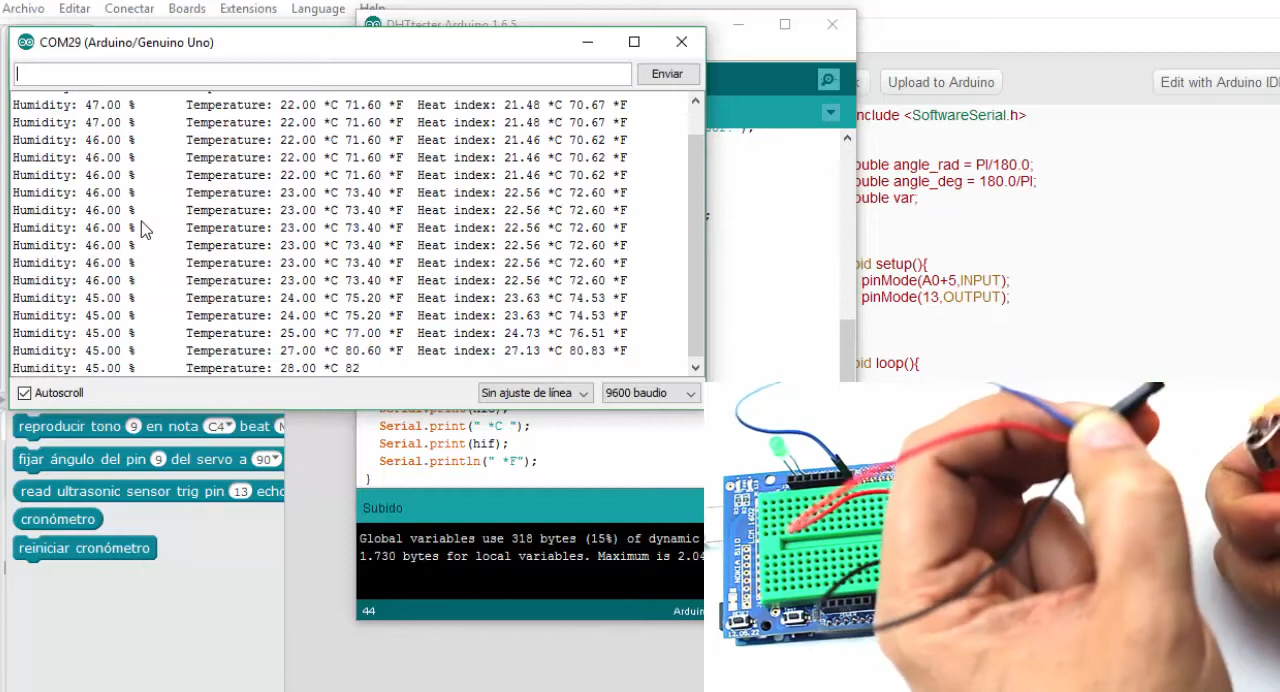 Archivo Editar Conectar Boards Extensions Language Help
DHTtester Arduino 1.6.5
COM29 (Arduino/Genuino Uno)
Enviar
Upload to Arduino
Edit with Arduino ID
Humidity: 47.00 % Temperature: 22.00 *C 71.60 *F Heat index: 21.48 *C 70.67 *F
Humidity: 47.00 % Temperature: 22.00 *C 71.60 *F Heat index: 21.48 *C 70.67 *F
Humidity: 46.00 % Temperature: 22.00 *C 71.60 *F Heat index: 21.46 *C 70.62 *F
Humidity: 46.00 % Temperature: 22.00 *C 71.60 *F Heat index: 21.46 *C 70.62 *F
Humidity: 46.00 % Temperature: 22.00 *C 71.60 *F Heat index: 21.46 *C 70.62 *F
Humidity: 46.00 % Temperature: 23.00 *C 73.40 *F Heat index: 22.56 *C 72.60 *F
Humidity: 46.00 % Temperature: 23.00 *C 73.40 *F Heat index: 22.56 *C 72.60 *F
Humidity: 46.00 % Temperature: 23.00 *C 73.40 *F Heat index: 22.56 *C 72.60 *F
Humidity: 46.00 % Temperature: 23.00 *C 73.40 *F Heat index: 22.56 *C 72.60 *F
Humidity: 46.00 % Temperature: 23.00 *C 73.40 *F Heat index: 22.56 *C 72.60 *F
Humidity: 46.00 % Temperature: 23.00 *C 73.40 *F Heat index: 22.56 *C 72.60 *F
Humidity: 45.00 % Temperature: 24.00 *C 75.20 *F Heat index: 23.63 *C 74.53 *F
Humidity: 45.00 % Temperature: 24.00 *C 75.20 *F Heat index: 23.63 *C 74.53 *F
Humidity: 45.00 % Temperature: 25.00 *C 77.00 *F Heat index: 24.73 *C 76.51 *F
Humidity: 45.00 % Temperature: 27.00 *C 80.60 *F Heat index: 27.13 *C 80.83 *F
Humidity: 45.00 % Temperature: 28.00 *C 82
Autoscroll
Sin ajuste de línea
9600 baudio
nclude <SoftwareSerial.h>
ouble angle_rad = PI/180.0;
ouble angle_deg = 180.0/PI;
ouble var;
oid setup(){
pinMode(A0+5,INPUT);
pinMode(13,OUTPUT);
oid loop(){
reproducir tono 9 en nota C4 beat
fijar ángulo del pin 9 del servo a 90
read ultrasonic sensor trig pin 13 echo
cronómetro
reiniciar cronómetro
Serial.print(" *C ");
Serial.print(hif);
Serial.println(" *F");
}
Subido
Global variables use 318 bytes (15%) of dynamic
1.730 bytes for local variables. Maximum is 2.04
44
Arduin